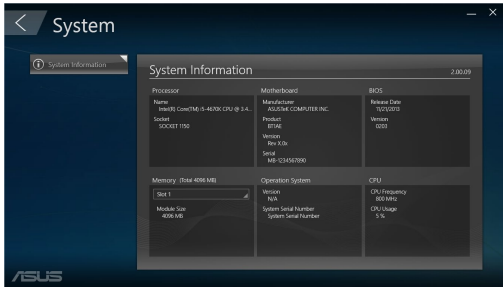 System
System Information
System Information 2.00.09
Processor
Name
Intel(R) Core(TM) i5-4670K CPU @ 3.4...
Socket
SOCKET 1150
Motherboard
Manufacturer
ASUSTeK COMPUTER INC.
Product
B11AE
Version
Rev X.0x
Serial
MB-1234567890
BIOS
Release Date
11/21/2013
Version
0203
Memory (Total 4096 MB)
Slot 1
Module Size
4096 MB
Operation System
Version
N/A
System Serial Number
System Serial Number
CPU
CPU Frequency
800 MHz
CPU Usage
5 %
ASUS